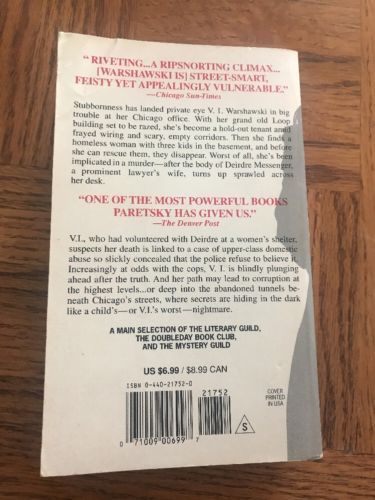 " RIVETING...A RIPSNORTING CLIMAX...
[WARSHAWSKI IS] STREET-SMART,
FEISTY YET APPEALINGLY VULNERABLE."
—Chicago Sun-Times
Stubbornness has landed private eye V. I. Warshawski in big
trouble at her Chicago office. With her grand old Loop
building set to be razed, she's become a hold-out tenant amid
frayed wiring and scary, empty corridors. Then she finds a
homeless woman with three kids in the basement, and before
she can rescue them, they disappear. Worst of all, she's been
implicated in a murder—after the body of Deirdre Messenger,
a prominent lawyer's wife, turns up sprawled across
her desk.
"ONE OF THE MOST POWERFUL BOOKS
PARETSKY HAS GIVEN US."
—The Denver Post
V.I., who had volunteered with Deirdre at a women's shelter,
suspects her death is linked to a case of upper-class domestic
abuse so slickly concealed that the police refuse to believe it.
Increasingly at odds with the cops, V. I. is blindly plunging
ahead after the truth. And her path may lead to corruption at
the highest levels...or deep into the abandoned tunnels be-
neath Chicago's streets, where secrets are hiding in the dark
like a child's—or V.I.'s worst—nightmare.
A MAIN SELECTION OF THE LITERARY GUILD,
THE DOUBLEDAY BOOK CLUB,
AND THE MYSTERY GUILD
US $6.99 / $8.99 CAN
ISBN 0-440-21752-0
21752
0 71009 00699 7
S
COVER
PRINTED
IN USA